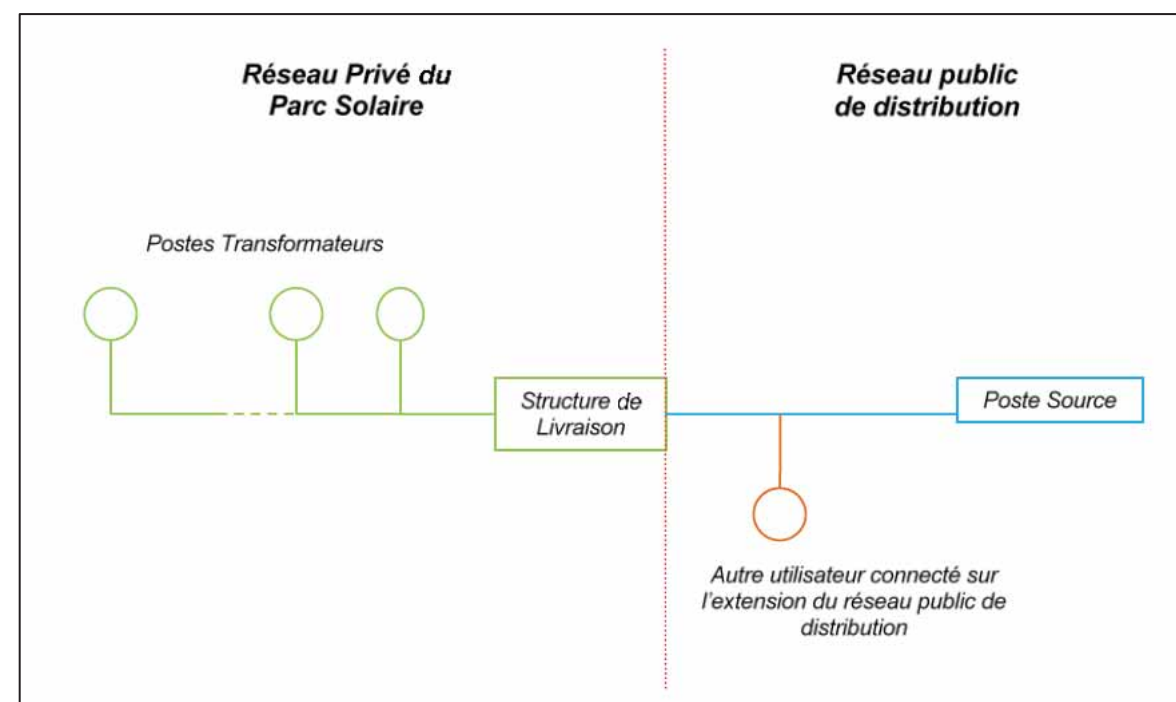 Réseau Privé du
Parc Solaire
Réseau public
de distribution
Postes Transformateurs
Structure de
Livraison
Poste Source
Autre utilisateur connecté sur
l'extension du réseau public de
distribution